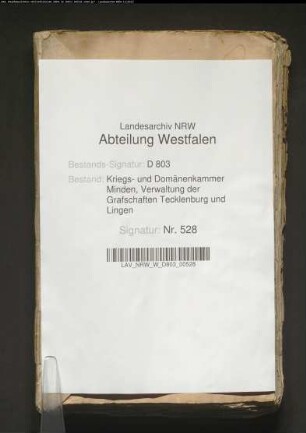 Landesarchiv NRW
Abteilung Westfalen
Bestands-Signatur: D 803
Bestand: Kriegs- und Domänenkammer
Minden, Verwaltung der
Grafschaften Tecklenburg und
Lingen
Signatur: Nr. 528
LAV_NRW_W_D803_00528